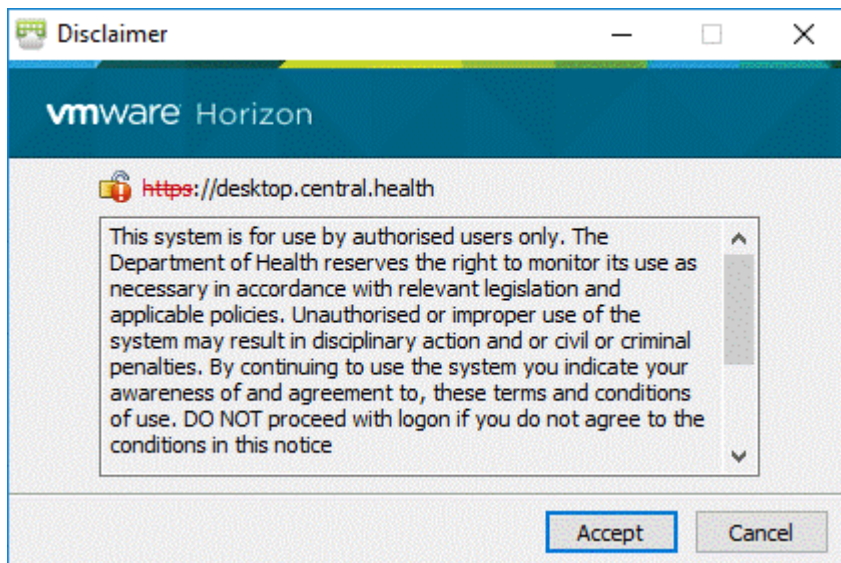 Disclaimer
vmware Horizon
https://desktop.central.health
This system is for use by authorised users only. The
Department of Health reserves the right to monitor its use as
necessary in accordance with relevant legislation and
applicable policies. Unauthorised or improper use of the
system may result in disciplinary action and or civil or criminal
penalties. By continuing to use the system you indicate your
awareness of and agreement to, these terms and conditions
of use. DO NOT proceed with logon if you do not agree to the
conditions in this notice
Accept Cancel